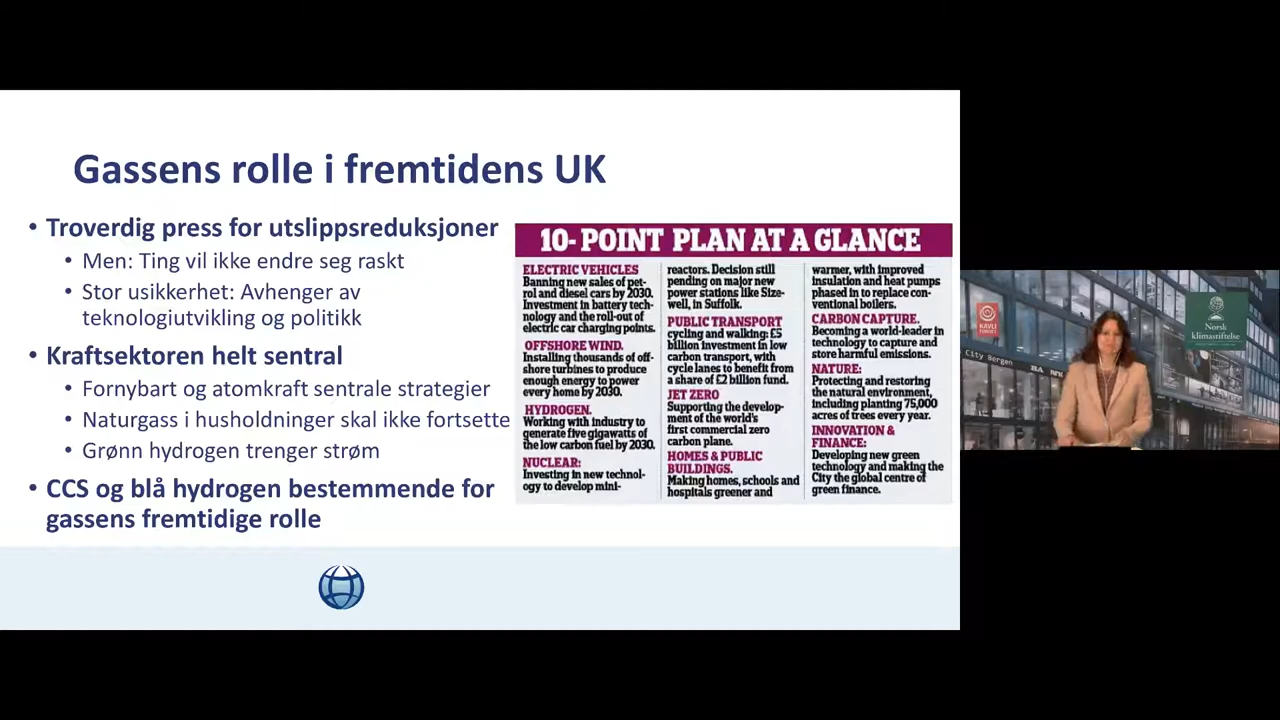 Gassens rolle i fremtidens UK
• Troverdig press for utslippsreduksjoner
• Men: Ting vil ikke endre seg raskt
• Stor usikkerhet: Avhenger av
teknologiutvikling og politikk
• Kraftsektoren helt sentral
• Fornybart og atomkraft sentrale strategier
• Naturgass i husholdninger skal ikke fortsette
• Grønn hydrogen trenger strøm
• CCS og blå hydrogen bestemmende for
gassens fremtidige rolle
10- POINT PLAN AT A GLANCE
ELECTRIC VEHICLES
Banning new sales of pet-
rol and diesel cars by 2030.
Investment in battery tech-
nology and the roll-out of
electric car charging points.
OFFSHORE WIND.
Installing thousands of off-
shore turbines to produce
enough energy to power
every home by 2030.
HYDROGEN.
Working with industry to
generate five gigawatts of
the low carbon fuel by 2030.
NUCLEAR:
Investing in new technol-
ogy to develop mini-
reactors. Decision still
pending on major new
power stations like Size-
well, in Suffolk.
PUBLIC TRANSPORT
cycling and walking: £5
billion investment in low
carbon transport, with
cycle lanes to benefit from
a share of £2 billion fund.
JET ZERO
Supporting the develop-
ment of the world's
first commercial zero
carbon plane.
HOMES & PUBLIC
BUILDINGS.
Making homes, schools and
hospitals greener and
warmer, with improved
insulation and heat pumps
phased in to replace con-
ventional boilers.
CARBON CAPTURE.
Becoming a world-leader in
technology to capture and
store harmful emissions.
NATURE:
Protecting and restoring
the natural environment,
including planting 75,000
acres of trees every year.
INNOVATION &
FINANCE:
Developing new green
technology and making the
City the global centre of
green finance.
KAVLI
FONDET
Norsk
klimastiftelse
City Bergen